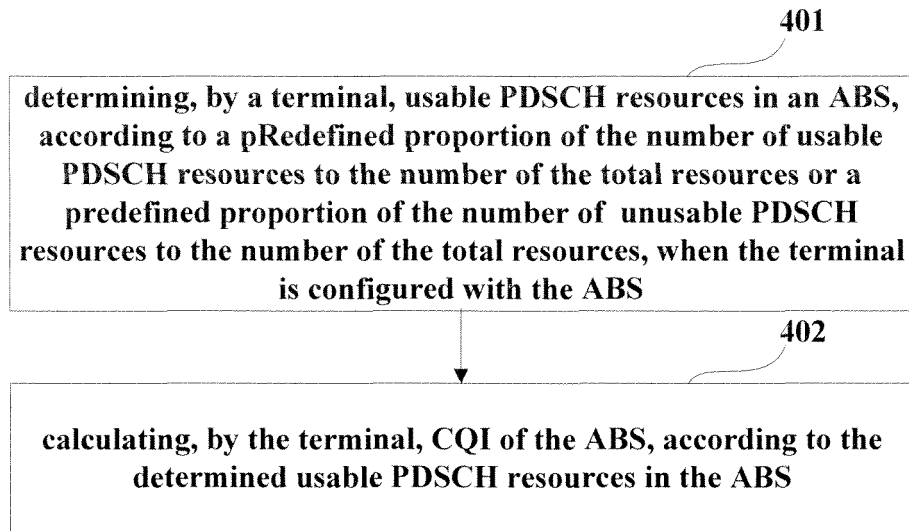 401
determining, by a terminal, usable PDSCH resources in an ABS,
according to a pRedefined proportion of the number of usable
PDSCH resources to the number of the total resources or a
predefined proportion of the number of unusable PDSCH
resources to the number of the total resources, when the terminal
is configured with the ABS
402
calculating, by the terminal, CQI of the ABS, according to the
determined usable PDSCH resources in the ABS